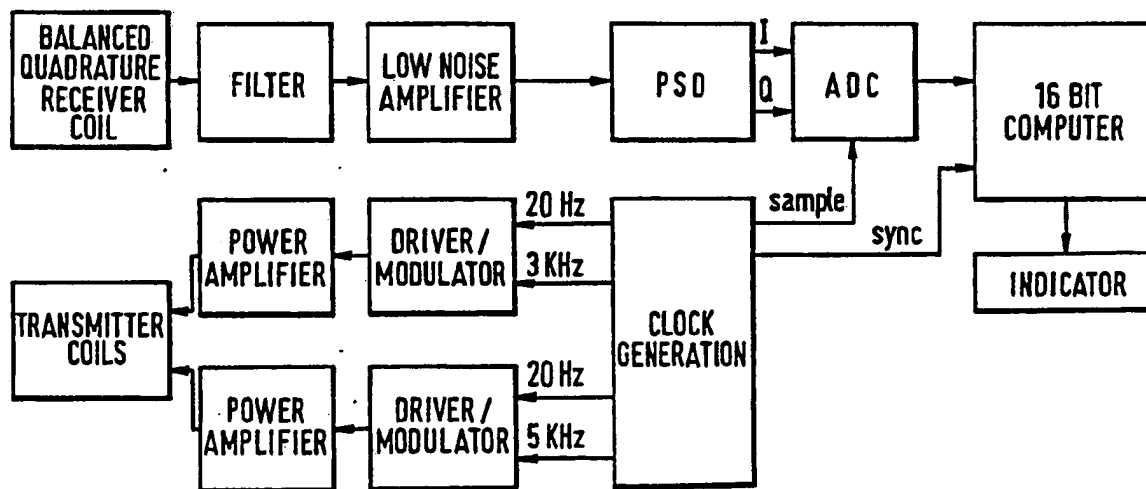 BALANCED
QUADRATURE
RECEIVER
COIL
FILTER
LOW NOISE
AMPLIFIER
PSD
I
Q
ADC
16 BIT
COMPUTER
sample
sync
INDICATOR
TRANSMITTER
COILS
POWER
AMPLIFIER
DRIVER/
MODULATOR
20 Hz
3 KHz
CLOCK
GENERATION
POWER
AMPLIFIER
DRIVER/
MODULATOR
20 Hz
5 KHz